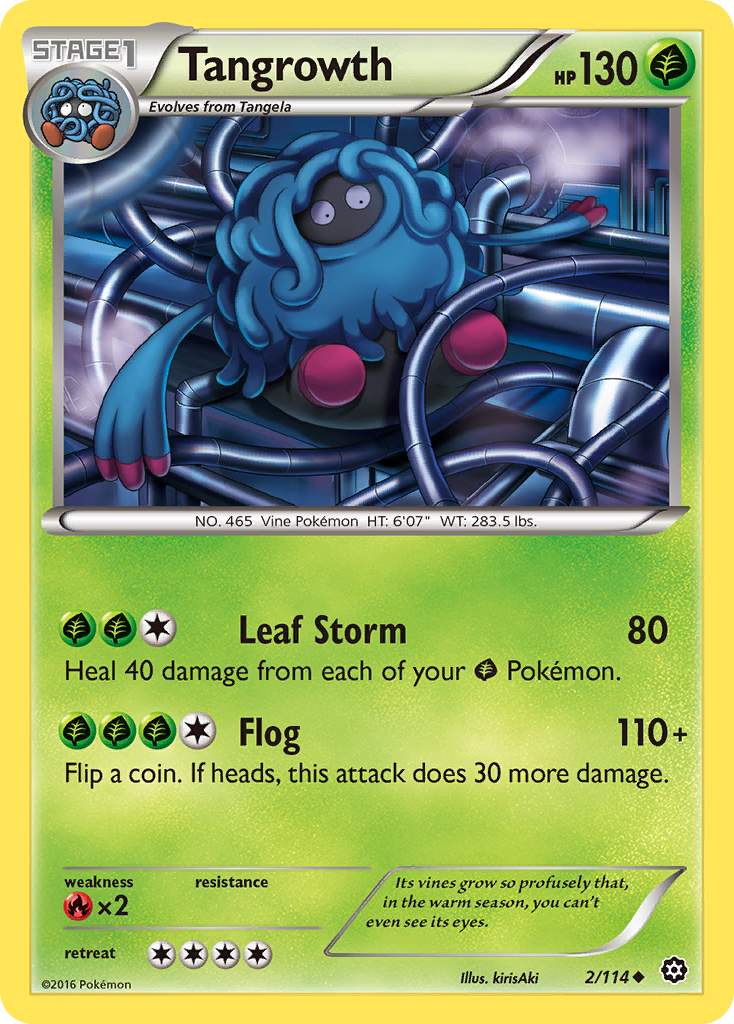 STAGE1
Tangrowth
HP 130
Evolves from Tangela
NO. 465 Vine Pokémon HT: 6'07" WT: 283.5 lbs.
Leaf Storm 80
Heal 40 damage from each of your Pokémon.
Flog 110+
Flip a coin. If heads, this attack does 30 more damage.
weakness resistance
×2
retreat
Its vines grow so profusely that,
in the warm season, you can't
even see its eyes.
©2016 Pokémon
Illus. kirisAki
2/114